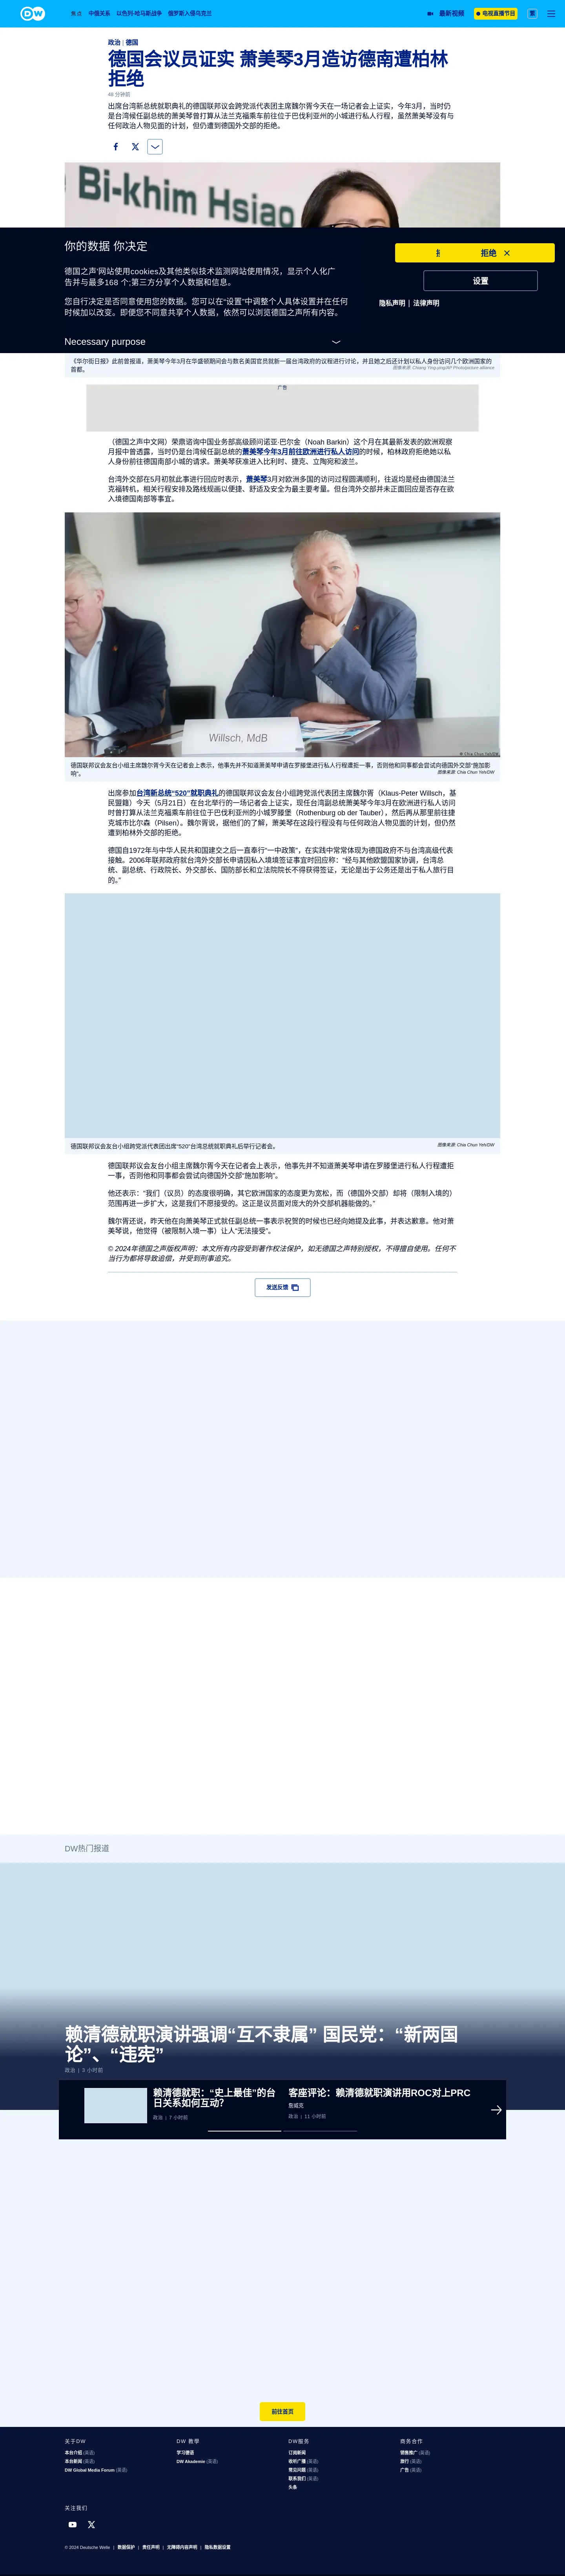 DW
焦点 中俄关系 以色列-哈马斯战争 俄罗斯入侵乌克兰 最新视频 电视直播节目 繁
政治 | 德国
德国会议员证实 萧美琴3月造访德南遭柏林
拒绝
46 分钟前
出席台湾新总统就职典礼的德国联邦议会跨党派代表团主席魏尔胥今天在一场记者会上证实，今年3月，当时仍
是台湾候任副总统的萧美琴曾打算从法兰克福乘车前往位于巴伐利亚州的小城进行私人行程，虽然萧美琴没有与
任何政治人物见面的计划，但仍遭到德国外交部的拒绝。
Bi-khim Hsiao
你的数据 你决定
德国之声'网站使用cookies及其他类似技术监测网站使用情况，显示个人化广
告并与最多168 个;第三方分享个人数据和信息。
您自行决定是否同意使用您的数据。您可以在"设置"中调整个人具体设置并在任何
时候加以改变。即便您不同意共享个人数据，依然可以浏览德国之声所有内容。
Necessary purpose
拒绝
设置
隐私声明 | 法律声明
《华尔街日报》此前曾报道，萧美琴今年3月在华盛顿期间会与数名美国官员就新一届台湾政府的议程进行讨论，并且她之后还计划以私人身份访问几个欧洲国家的
首都。
图像来源: Chiang Ying-ying/AP Photo/picture alliance
广告
（德国之声中文网）荣鼎谘询中国业务部高级顾问诺亚·巴尔金（Noah Barkin）这个月在其最新发表的欧洲观察
月报中曾透露，当时仍是台湾候任副总统的萧美琴今年3月前往欧洲进行私人访问的时候，柏林政府拒绝她以私
人身份前往德国南部小城的请求。萧美琴获准进入比利时、捷克、立陶宛和波兰。
台湾外交部在5月初就此事进行回应时表示，萧美琴3月对欧洲多国的访问过程圆满顺利，往返均是经由德国法兰
克福转机，相关行程安排及路线规画以便捷、舒适及安全为最主要考量。但台湾外交部并未正面回应是否存在欲
入境德国南部等事宜。
Willsch, MdB
© Chia Chun Yeh/DW
德国联邦议会友台小组主席魏尔胥今天在记者会上表示，他事先并不知道萧美琴申请在罗滕堡进行私人行程遭拒一事，否则他和同事都会尝试向德国外交部"施加影
响"。
图像来源: Chia Chun Yeh/DW
出席参加台湾新总统"520"就职典礼的德国联邦议会友台小组跨党派代表团主席魏尔胥（Klaus-Peter Willsch，基
民盟籍）今天（5月21日）在台北举行的一场记者会上证实，现任台湾副总统萧美琴今年3月在欧洲进行私人访问
时曾打算从法兰克福乘车前往位于巴伐利亚州的小城罗滕堡（Rothenburg ob der Tauber），然后再从那里前往捷
克城市比尔森（Pilsen）。魏尔胥说，据他们的了解，萧美琴在这段行程没有与任何政治人物见面的计划，但仍然
遭到柏林外交部的拒绝。
德国自1972年与中华人民共和国建交之后一直奉行"一中政策"，在实践中常常体现为德国政府不与台湾高级代表
接触。2006年联邦政府就台湾外交部长申请因私入境填签证事宜时回应称："经与其他欧盟国家协调，台湾总
统、副总统、行政院长、外交部长、国防部长和立法院院长不得获得签证，无论是出于公务还是出于私人旅行目
的。"
德国联邦议会友台小组跨党派代表团出席"520"台湾总统就职典礼后举行记者会。
图像来源: Chia Chun Yeh/DW
德国联邦议会友台小组主席魏尔胥今天在记者会上表示，他事先并不知道萧美琴申请在罗滕堡进行私人行程遭拒
一事，否则他和同事都会尝试向德国外交部"施加影响"。
他还表示："我们（议员）的态度很明确，其它欧洲国家的态度更为宽松，而（德国外交部）却将（限制入境的）
范围再进一步扩大，这是我们不原接受的。这正是议员面对庞大的外交部机器能做的。"
魏尔胥还说，昨天他在向萧美琴正式就任副总统一事表示祝贺的时候也已经向她提及此事，并表达歉意。他对萧
美琴说，他觉得（被限制入境一事）让人"无法接受"。
© 2024年德国之声版权声明：本文所有内容受到著作权法保护，如无德国之声特别授权，不得擅自使用。任何不
当行为都将导致追偿，并受到刑事追究。
发送反馈
DW热门报道
赖清德就职演讲强调"互不隶属" 国民党："新两国
论"、"违宪"
政治 | 3 小时前
赖清德就职："史上最佳"的台
日关系如何互动?
政治 | 7 小时前
客座评论：赖清德就职演讲用ROC对上PRC
詹威克
政治 | 11 小时前
前往首页
关于DW
本台介绍 (英语)
本台新闻 (英语)
DW Global Media Forum (英语)
DW 教學
学习德语
DW Akademie (英语)
DW服务
订阅新闻
收听广播 (英语)
常见问题 (英语)
联系我们 (英语)
头条
商务合作
销售推广 (英语)
旅行 (英语)
广告 (英语)
关注我们
© 2024 Deutsche Welle | 数据保护 | 责任声明 | 无障碍内容声明 | 隐私数据设置